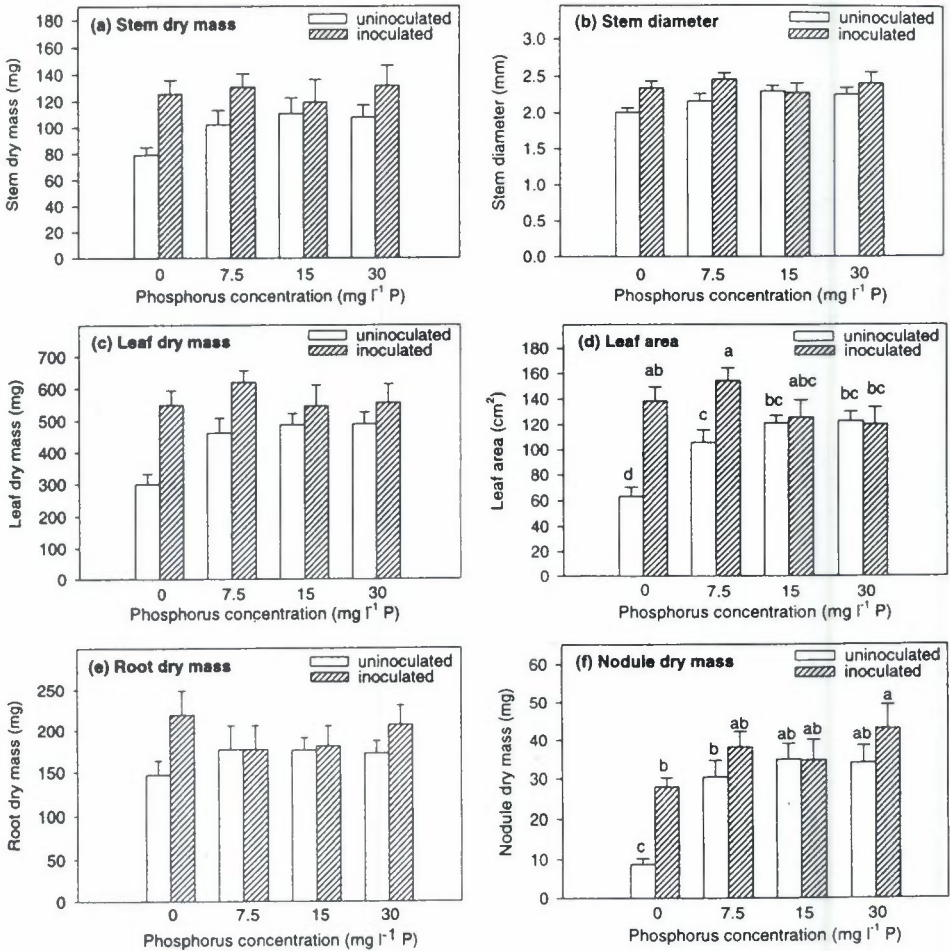 (a) Stem dry mass
uninoculated
inoculated
Stem dry mass (mg)
180
160
140
120
100
80
60
40
20
0
0 7.5 15 30
Phosphorus concentration (mg l⁻¹ P)
(b) Stem diameter
uninoculated
inoculated
Stem diameter (mm)
3.0
2.5
2.0
1.5
1.0
0.5
0.0
0 7.5 15 30
Phosphorus concentration (mg l⁻¹ P)
(c) Leaf dry mass
uninoculated
inoculated
Leaf dry mass (mg)
700
600
500
400
300
200
100
0
0 7.5 15 30
Phosphorus concentration (mg l⁻¹ P)
(d) Leaf area
uninoculated
inoculated
Leaf area (cm²)
180
160
140
120
100
80
60
40
20
0
d ab c a bc abc bc bc
0 7.5 15 30
Phosphorus concentration (mg l⁻¹ P)
(e) Root dry mass
uninoculated
inoculated
Root dry mass (mg)
250
200
150
100
50
0
0 7.5 15 30
Phosphorus concentration (mg l⁻¹ P)
(f) Nodule dry mass
uninoculated
inoculated
Nodule dry mass (mg)
60
50
40
30
20
10
0
c b b ab ab ab ab a
0 7.5 15 30
Phosphorus concentration (mg l⁻¹ P)